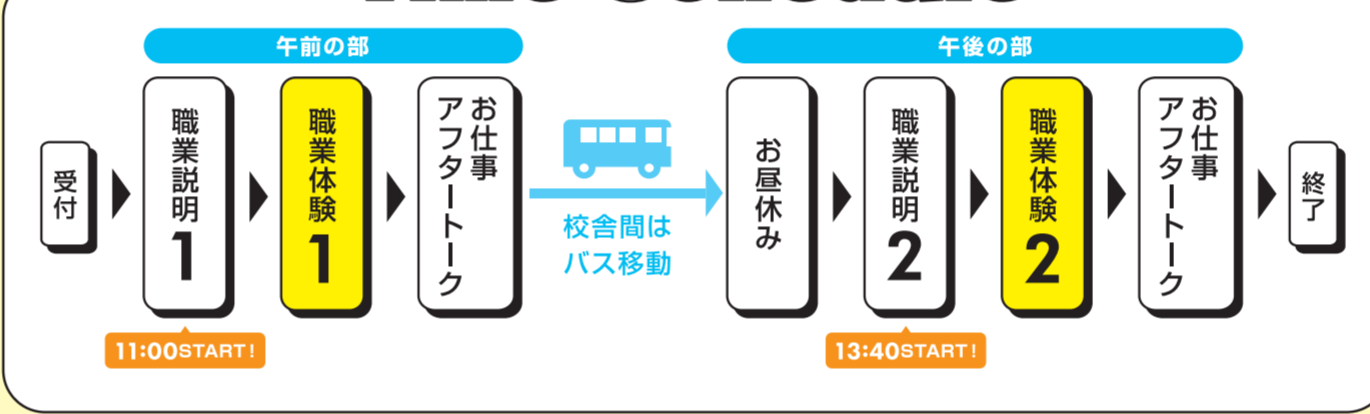 Time Schedule
午前の部
午後の部
受付
職業説明
1
11:00START!
職業体験
1
お仕事
アフタートーク
校舎間は
バス移動
お昼休み
職業説明
2
13:40START!
職業体験
2
お仕事
アフタートーク
終了